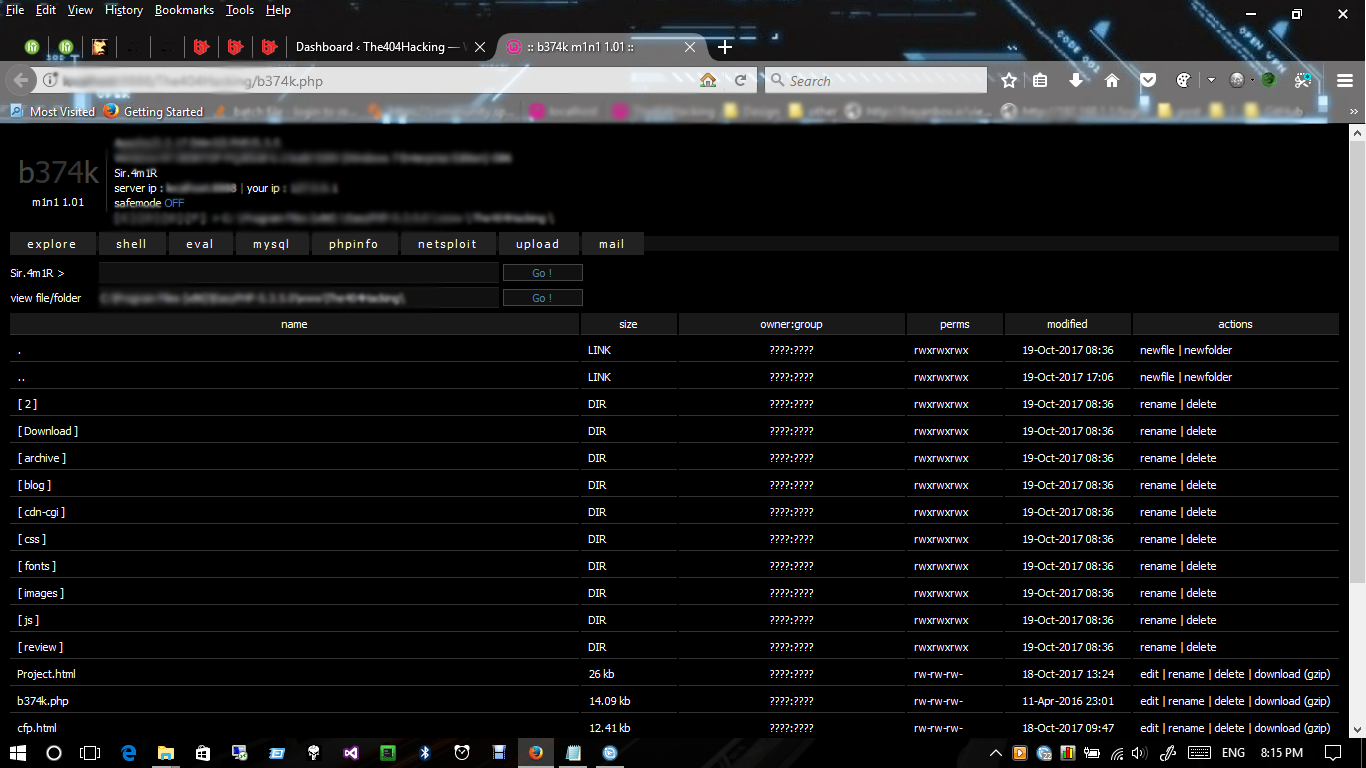 File Edit View History Bookmarks Tools Help
Dashboard ‹ The404Hacking —
:: b374k m1n1 1.01 ::
/b374k.php
Search
Most Visited Getting Started
b374k
m1n1 1.01
Sir.4m1R
server ip : | your ip :
safemode OFF
explore shell eval mysql phpinfo netsploit upload mail
Sir.4m1R > Go !
view file/folder Go !
name size owner:group perms modified actions
. LINK ????:???? rwxrwxrwx 19-Oct-2017 08:36 newfile | newfolder
.. LINK ????:???? rwxrwxrwx 19-Oct-2017 17:06 newfile | newfolder
[ 2 ] DIR ????:???? rwxrwxrwx 19-Oct-2017 08:36 rename | delete
[ Download ] DIR ????:???? rwxrwxrwx 19-Oct-2017 08:36 rename | delete
[ archive ] DIR ????:???? rwxrwxrwx 19-Oct-2017 08:36 rename | delete
[ blog ] DIR ????:???? rwxrwxrwx 19-Oct-2017 08:36 rename | delete
[ cdn-cgi ] DIR ????:???? rwxrwxrwx 19-Oct-2017 08:36 rename | delete
[ css ] DIR ????:???? rwxrwxrwx 19-Oct-2017 08:36 rename | delete
[ fonts ] DIR ????:???? rwxrwxrwx 19-Oct-2017 08:36 rename | delete
[ images ] DIR ????:???? rwxrwxrwx 19-Oct-2017 08:36 rename | delete
[ js ] DIR ????:???? rwxrwxrwx 19-Oct-2017 08:36 rename | delete
[ review ] DIR ????:???? rwxrwxrwx 19-Oct-2017 08:36 rename | delete
Project.html 26 kb ????:???? rw-rw-rw- 18-Oct-2017 13:24 edit | rename | delete | download (gzip)
b374k.php 14.09 kb ????:???? rw-rw-rw- 11-Apr-2016 23:01 edit | rename | delete | download (gzip)
cfp.html 12.41 kb ????:???? rw-rw-rw- 18-Oct-2017 09:47 edit | rename | delete | download (gzip)
ENG 8:15 PM